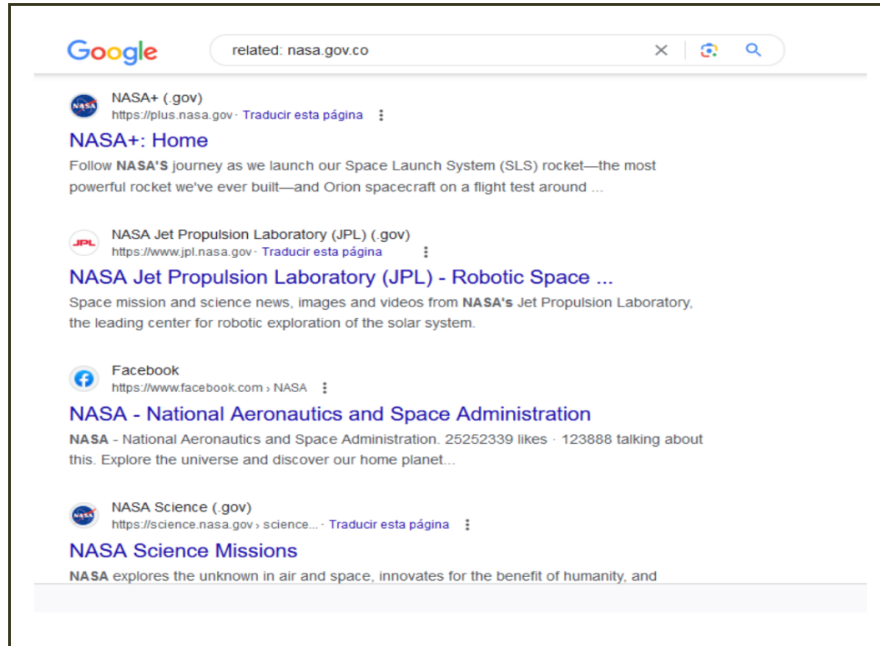 Google
related: nasa.gov.co
NASA
NASA+ (.gov)
https://plus.nasa.gov · Traducir esta página
NASA+: Home
Follow NASA'S journey as we launch our Space Launch System (SLS) rocket—the most
powerful rocket we've ever built—and Orion spacecraft on a flight test around ...
JPL
NASA Jet Propulsion Laboratory (JPL) (.gov)
https://www.jpl.nasa.gov · Traducir esta página
NASA Jet Propulsion Laboratory (JPL) - Robotic Space ...
Space mission and science news, images and videos from NASA's Jet Propulsion Laboratory,
the leading center for robotic exploration of the solar system.
Facebook
https://www.facebook.com › NASA
NASA - National Aeronautics and Space Administration
NASA - National Aeronautics and Space Administration. 25252339 likes · 123888 talking about
this. Explore the universe and discover our home planet...
NASA
NASA Science (.gov)
https://science.nasa.gov › science... · Traducir esta página
NASA Science Missions
NASA explores the unknown in air and space, innovates for the benefit of humanity, and